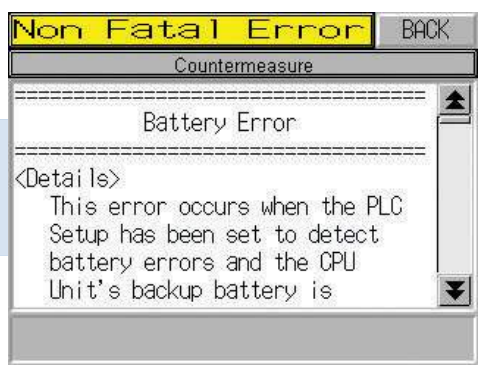 Non Fatal Error BACK
Countermeasure
===================================
Battery Error
===================================
<Details>
This error occurs when the PLC
Setup has been set to detect
battery errors and the CPU
Unit's backup battery is